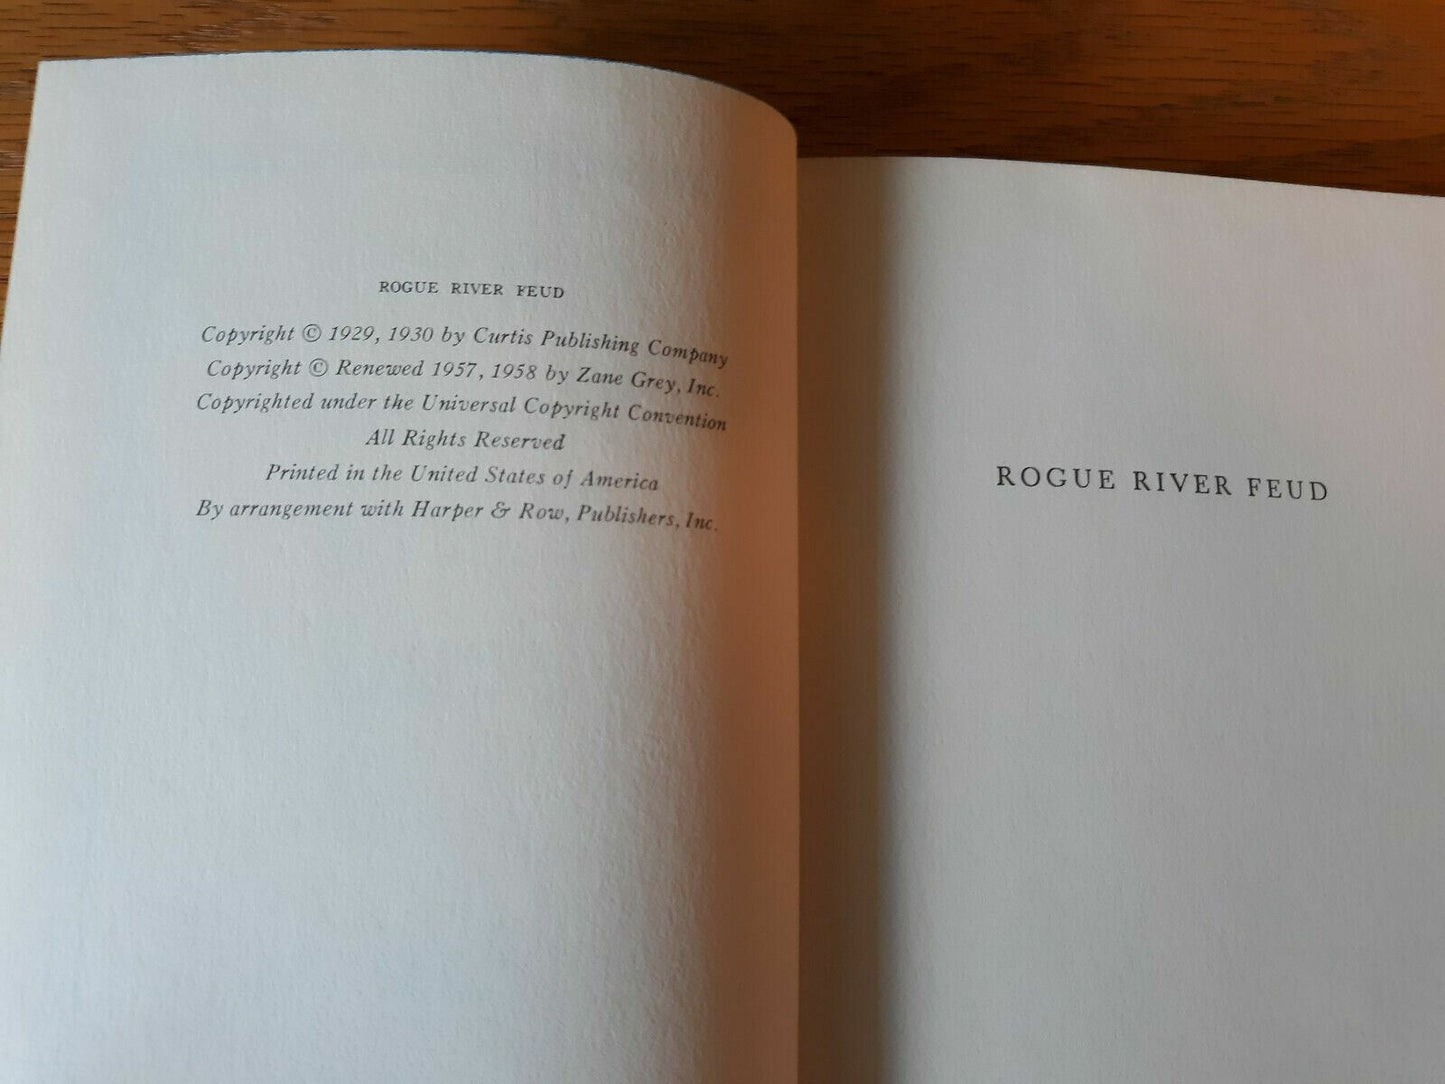 ROGUE RIVER FEUD
Copyright © 1929, 1930 by Curtis Publishing Company
Copyright © Renewed 1957, 1958 by Zane Grey, Inc.
Copyrighted under the Universal Copyright Convention
All Rights Reserved
Printed in the United States of America
By arrangement with Harper & Row, Publishers, Inc.
ROGUE RIVER FEUD